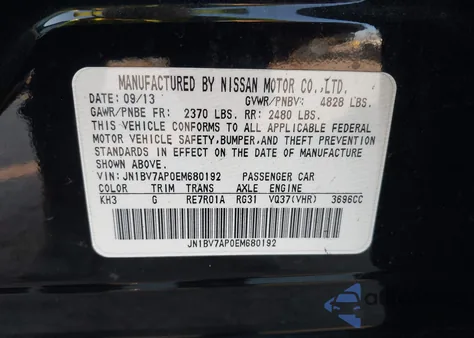 MANUFACTURED BY NISSAN MOTOR CO.,LTD.
DATE: 09/13 GVWR/PNBV: 4828 LBS.
GAWR/PNBE FR: 2370 LBS. RR: 2480 LBS.
THIS VEHICLE CONFORMS TO ALL APPLICABLE FEDERAL
MOTOR VEHICLE SAFETY, BUMPER, AND THEFT PREVENTION
STANDARDS IN EFFECT ON THE DATE OF MANUFACTURE
SHOWN ABOVE.
VIN: JN1BV7AP0EM680192 PASSENGER CAR
COLOR TRIM TRANS AXLE ENGINE
KH3 G RE7R01A RG31 VQ37(VHR) 3696CC
JN1BV7AP0EM680192